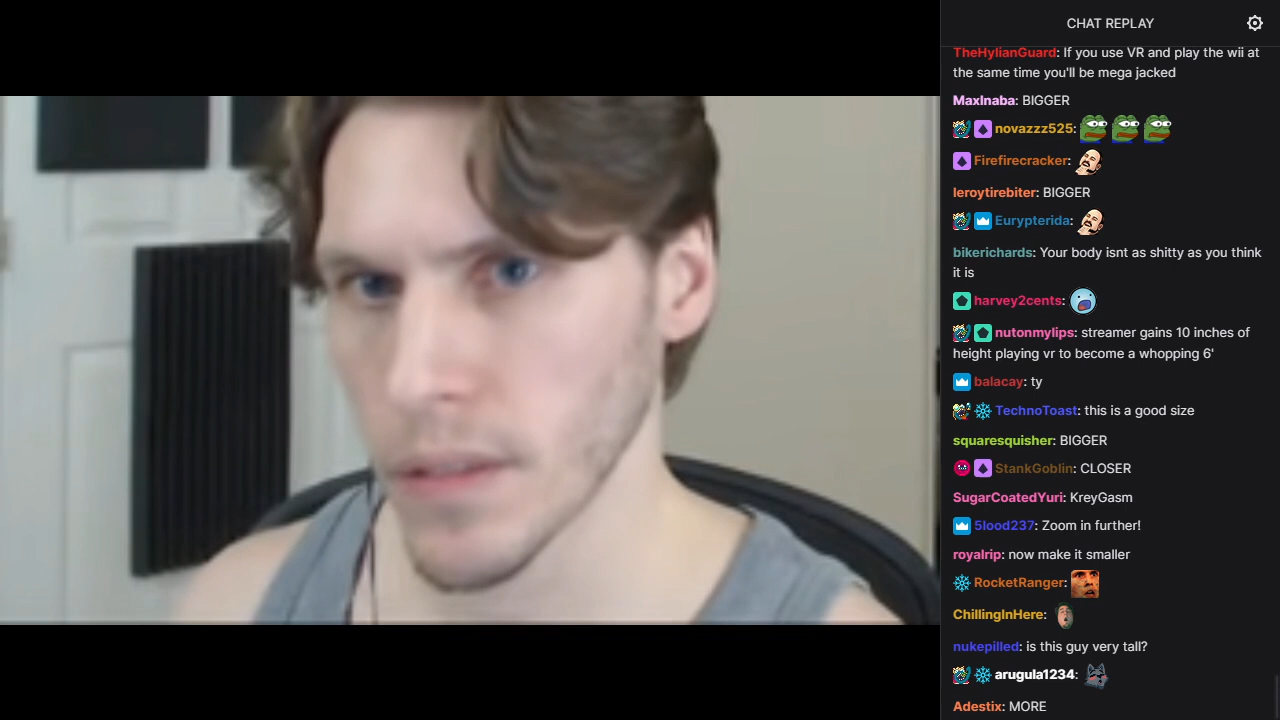 CHAT REPLAY
TheHylianGuard: If you use VR and play the wii at
the same time you'll be mega jacked
MaxInaba: BIGGER
novazzz525:
Firefirecracker:
leroytirebiter: BIGGER
Eurypterida:
bikerichards: Your body isnt as shitty as you think
it is
harvey2cents:
nutonmylips: streamer gains 10 inches of
height playing vr to become a whopping 6'
balacay: ty
TechnoToast: this is a good size
squaresquisher: BIGGER
StankGoblin: CLOSER
SugarCoatedYuri: KreyGasm
5lood237: Zoom in further!
royalrip: now make it smaller
RocketRanger:
ChillingInHere:
nukepilled: is this guy very tall?
arugula1234:
Adestix: MORE